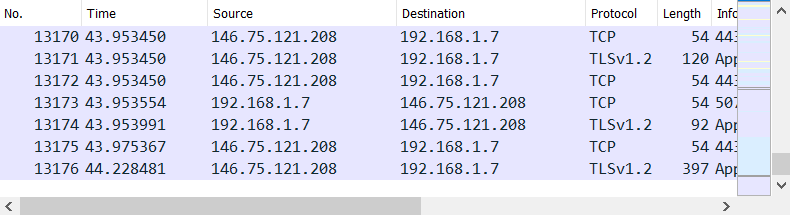 No. Time Source Destination Protocol Length Info
13170 43.953450 146.75.121.208 192.168.1.7 TCP 54 443
13171 43.953450 146.75.121.208 192.168.1.7 TLSv1.2 120 App
13172 43.953450 146.75.121.208 192.168.1.7 TCP 54 443
13173 43.953554 192.168.1.7 146.75.121.208 TCP 54 507
13174 43.953991 192.168.1.7 146.75.121.208 TLSv1.2 92 App
13175 43.975367 146.75.121.208 192.168.1.7 TCP 54 443
13176 44.228481 146.75.121.208 192.168.1.7 TLSv1.2 397 App